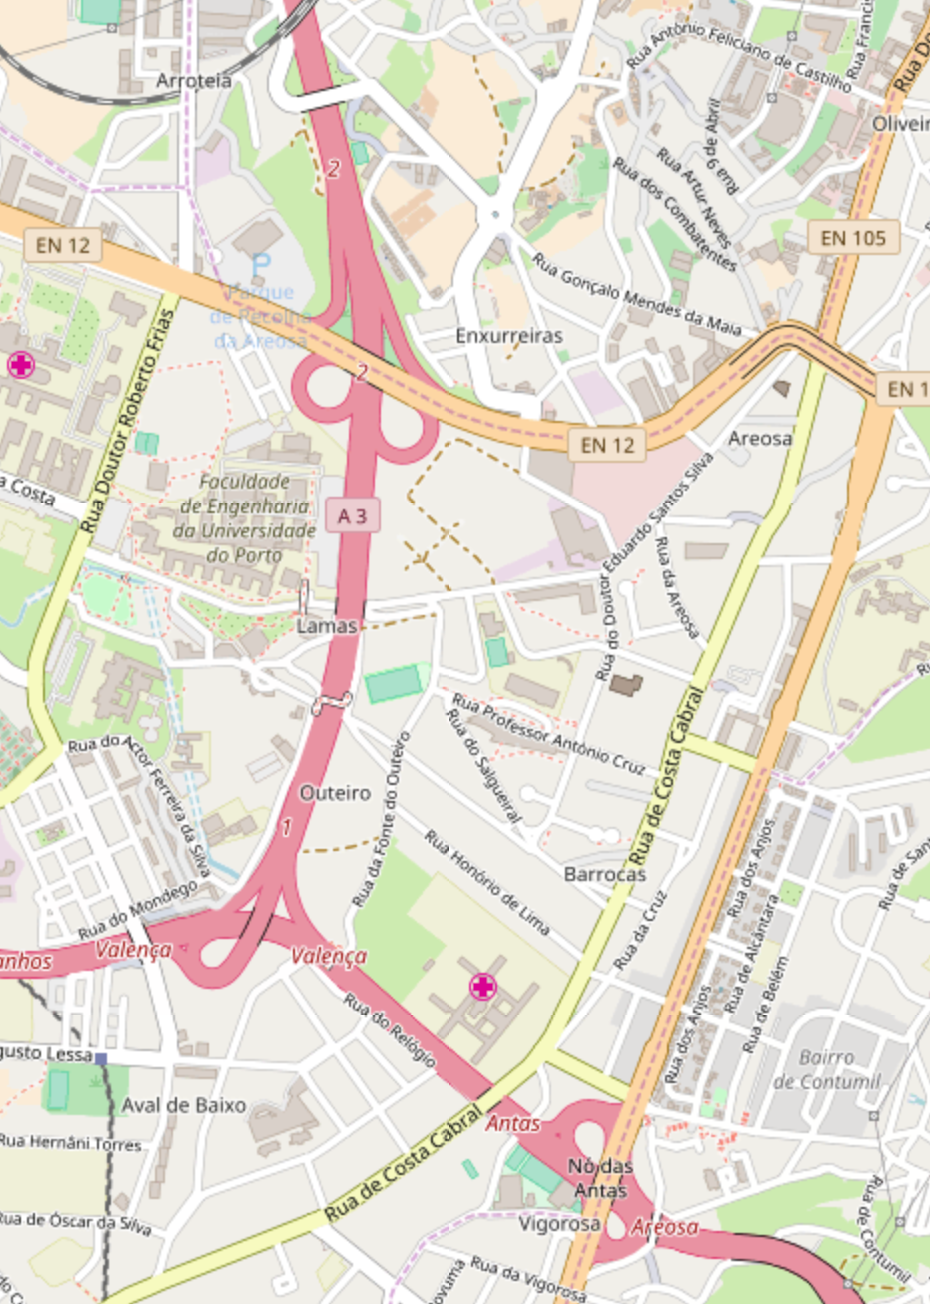 Rua António Feliciano de Castilho
Rua Franci
Rua Do
Arroteia
Oliveir
2
Rua 9 de Abril
Rua Artur Neves
Rua dos Combatentes
EN 12
EN 105
P
Parque
de Recolha
da Areosa
Rua Gonçalo Mendes da Maia
Enxurreiras
2
Rua Doutor Roberto Frias
EN 1
EN 12
Areosa
a Costa
Faculdade
de Engenharia
da Universidade
do Porto
A 3
Rua do Doutor Eduardo Santos Silva
Rua da Areosa
Lamas
Rua Professor António Cruz
Rua do Salgueiral
Rua de Costa Cabral
Rua do Actor Ferreira da Silva
Outeiro
1
Rua da Fonte do Outeiro
Rua Honório de Lima
Barrocas
Rua dos Anjos
Rua de San
Rua do Mondego
Rua da Cruz
Rua de Alcântara
Valença
Valença
anhos
Rua de Belém
Rua do Relógio
Rua dos Anjos
gusto Lessa
Bairro
de Contumil
Aval de Baixo
Antas
Rua Hernâni Torres
Rua de Costa Cabral
Nó das
Antas
Rua de Óscar da Silva
Vigorosa
Areosa
Rua de Contumil
Rua da Vigorosa
ovuma